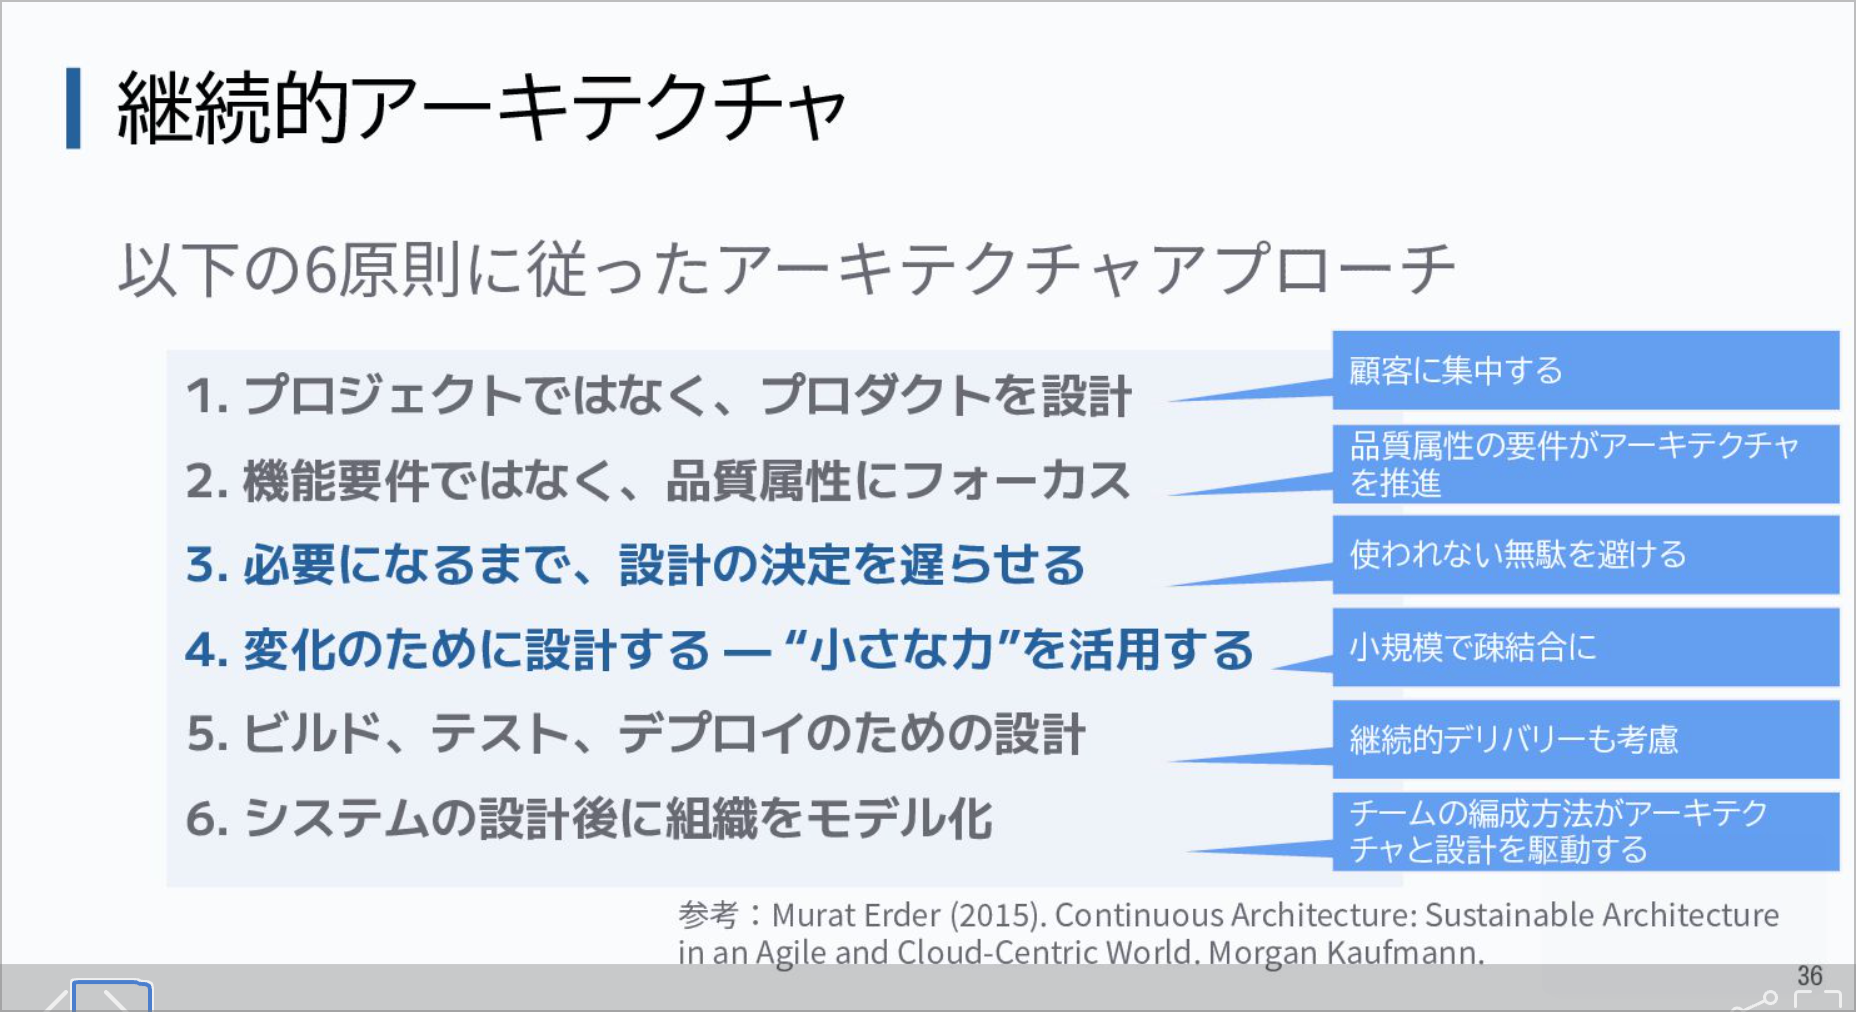 継続的アーキテクチャ
以下の6原則に従ったアーキテクチャアプローチ
1. プロジェクトではなく、プロダクトを設計
顧客に集中する
2. 機能要件ではなく、品質属性にフォーカス
品質属性の要件がアーキテクチャ
を推進
3. 必要になるまで、設計の決定を遅らせる
使われない無駄を避ける
4. 変化のために設計する — “小さな力”を活用する
小規模で疎結合に
5. ビルド、テスト、デプロイのための設計
継続的デリバリーも考慮
6. システムの設計後に組織をモデル化
チームの編成方法がアーキテク
チャと設計を駆動する
参考：Murat Erder (2015). Continuous Architecture: Sustainable Architecture
in an Agile and Cloud-Centric World. Morgan Kaufmann.
36